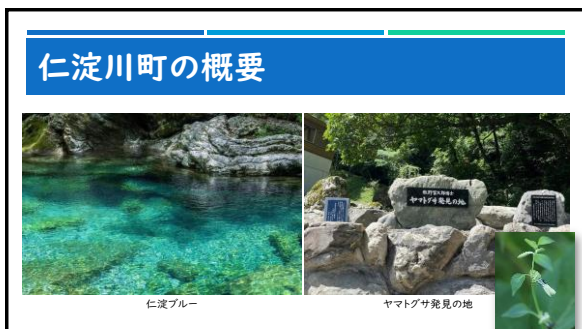 仁淀川町の概要
牧野富太郎博士
ヤマトグサ発見の地
仁淀ブルー
ヤマトグサ発見の地